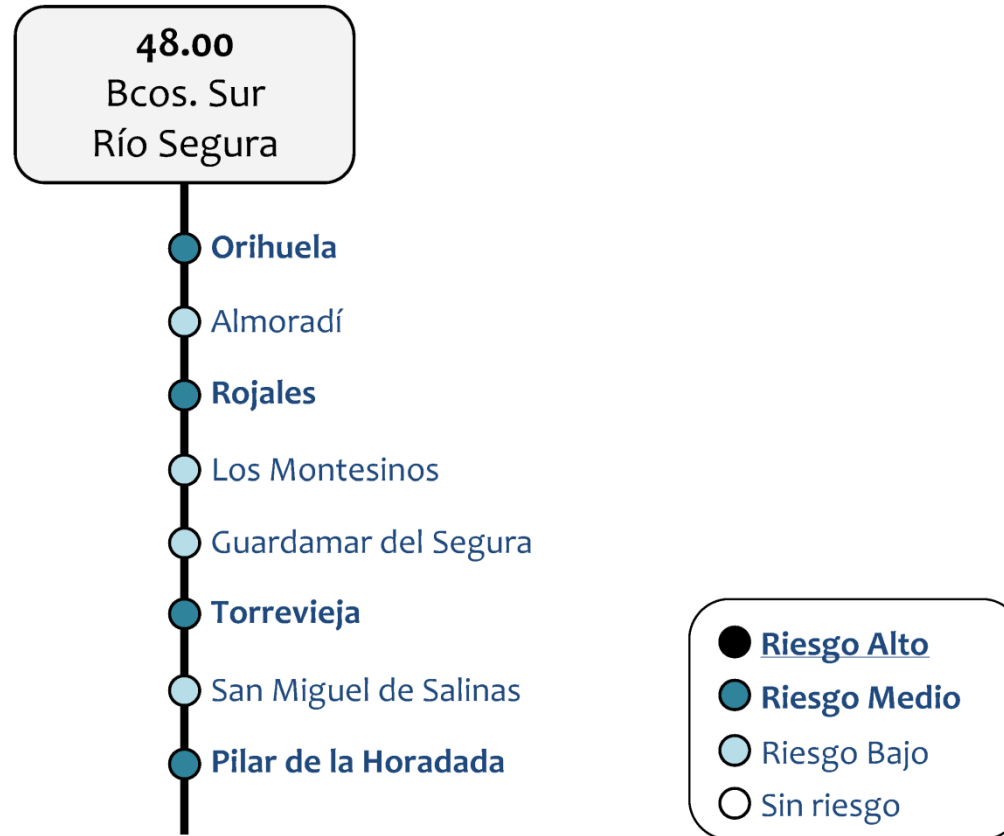 48.00
Bcos. Sur
Río Segura
Orihuela
Almoradí
Rojales
Los Montesinos
Guardamar del Segura
Torrevieja
San Miguel de Salinas
Pilar de la Horadada
Riesgo Alto
Riesgo Medio
Riesgo Bajo
Sin riesgo